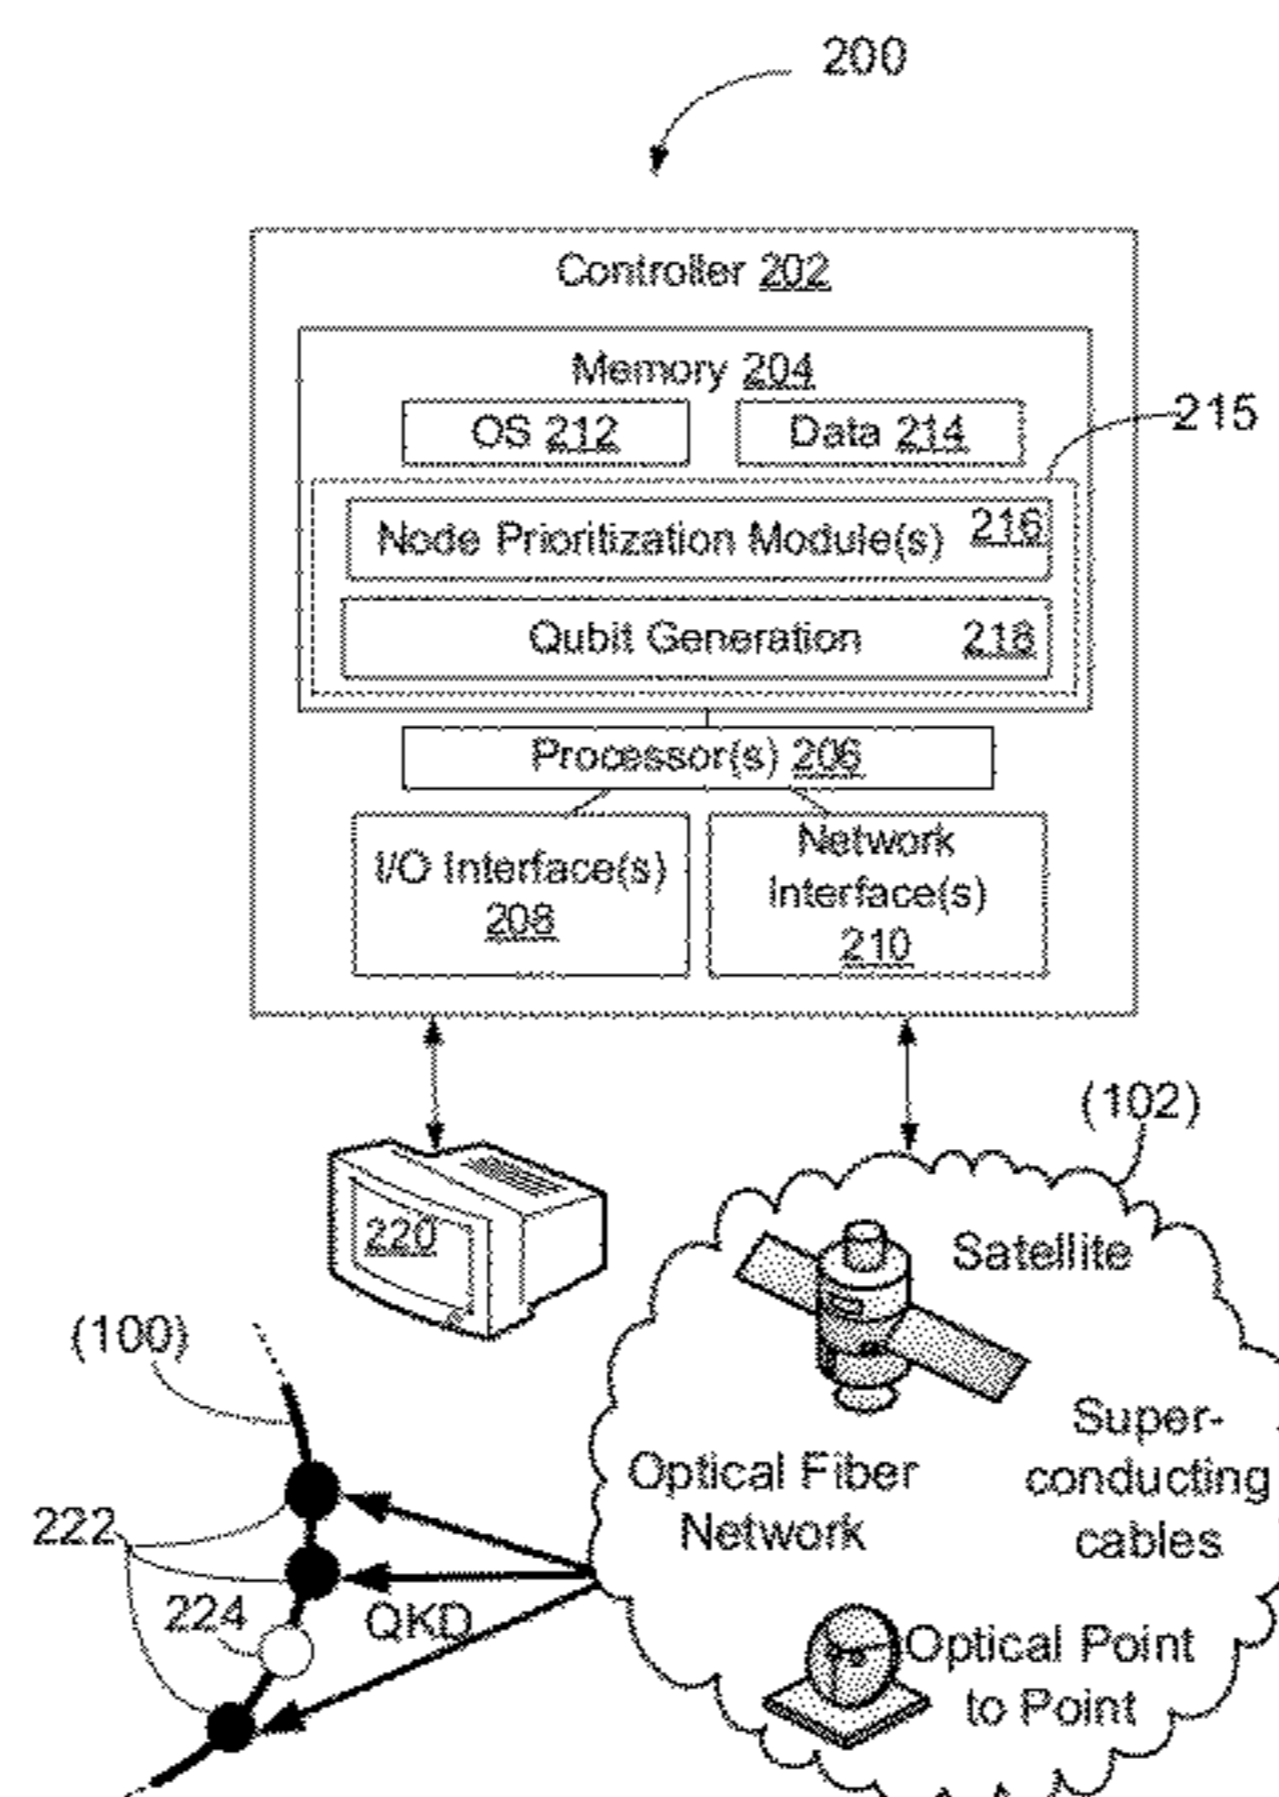 200
Controller 202
Memory 204
OS 212
Data 214
215
Node Prioritization Module(s) 216
Qubit Generation 218
Processor(s) 206
I/O Interface(s)
208
Network
Interface(s)
210
(102)
220
Satellite
(100)
Super-
conducting
cables
Optical Fiber
Network
222
224
QKD
Optical Point
to Point